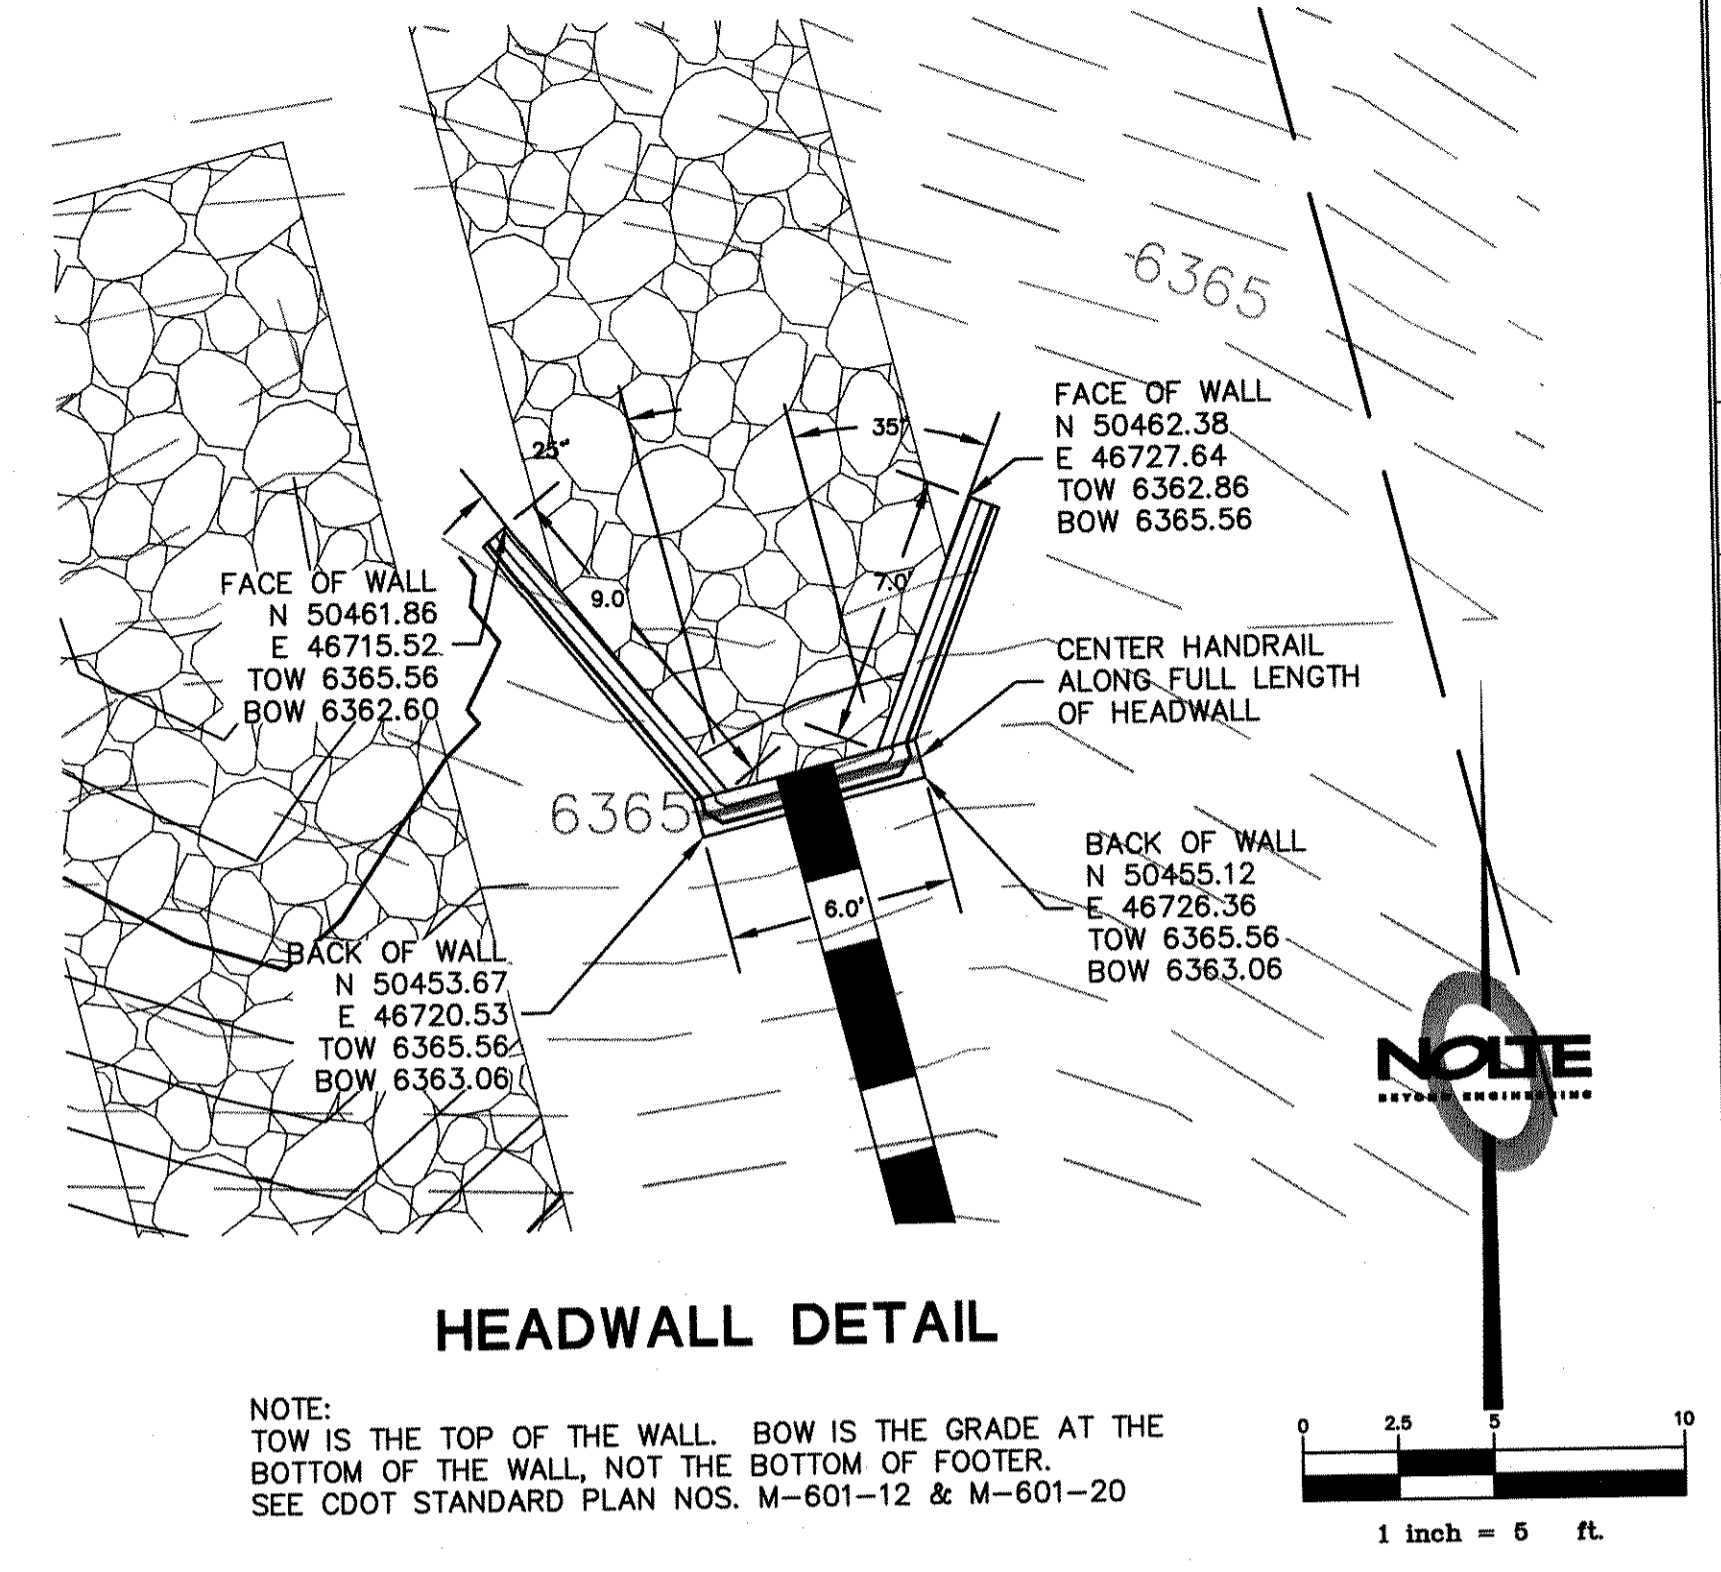 6365
FACE OF WALL
N 50462.38
E 46727.64
TOW 6362.86
BOW 6365.56
35°
25°
FACE OF WALL
N 50461.86
E 46715.52
TOW 6365.56
BOW 6362.60
9.0'
7.0'
CENTER HANDRAIL
ALONG FULL LENGTH
OF HEADWALL
6365
BACK OF WALL
N 50455.12
E 46726.36
TOW 6365.56
BOW 6363.06
6.0'
BACK OF WALL
N 50453.67
E 46720.53
TOW 6365.56
BOW 6363.06
NOLTE
BEYOND ENGINEERING
HEADWALL DETAIL
NOTE:
TOW IS THE TOP OF THE WALL. BOW IS THE GRADE AT THE
BOTTOM OF THE WALL, NOT THE BOTTOM OF FOOTER.
SEE CDOT STANDARD PLAN NOS. M-601-12 & M-601-20
0 2.5 5 10
1 inch = 5 ft.